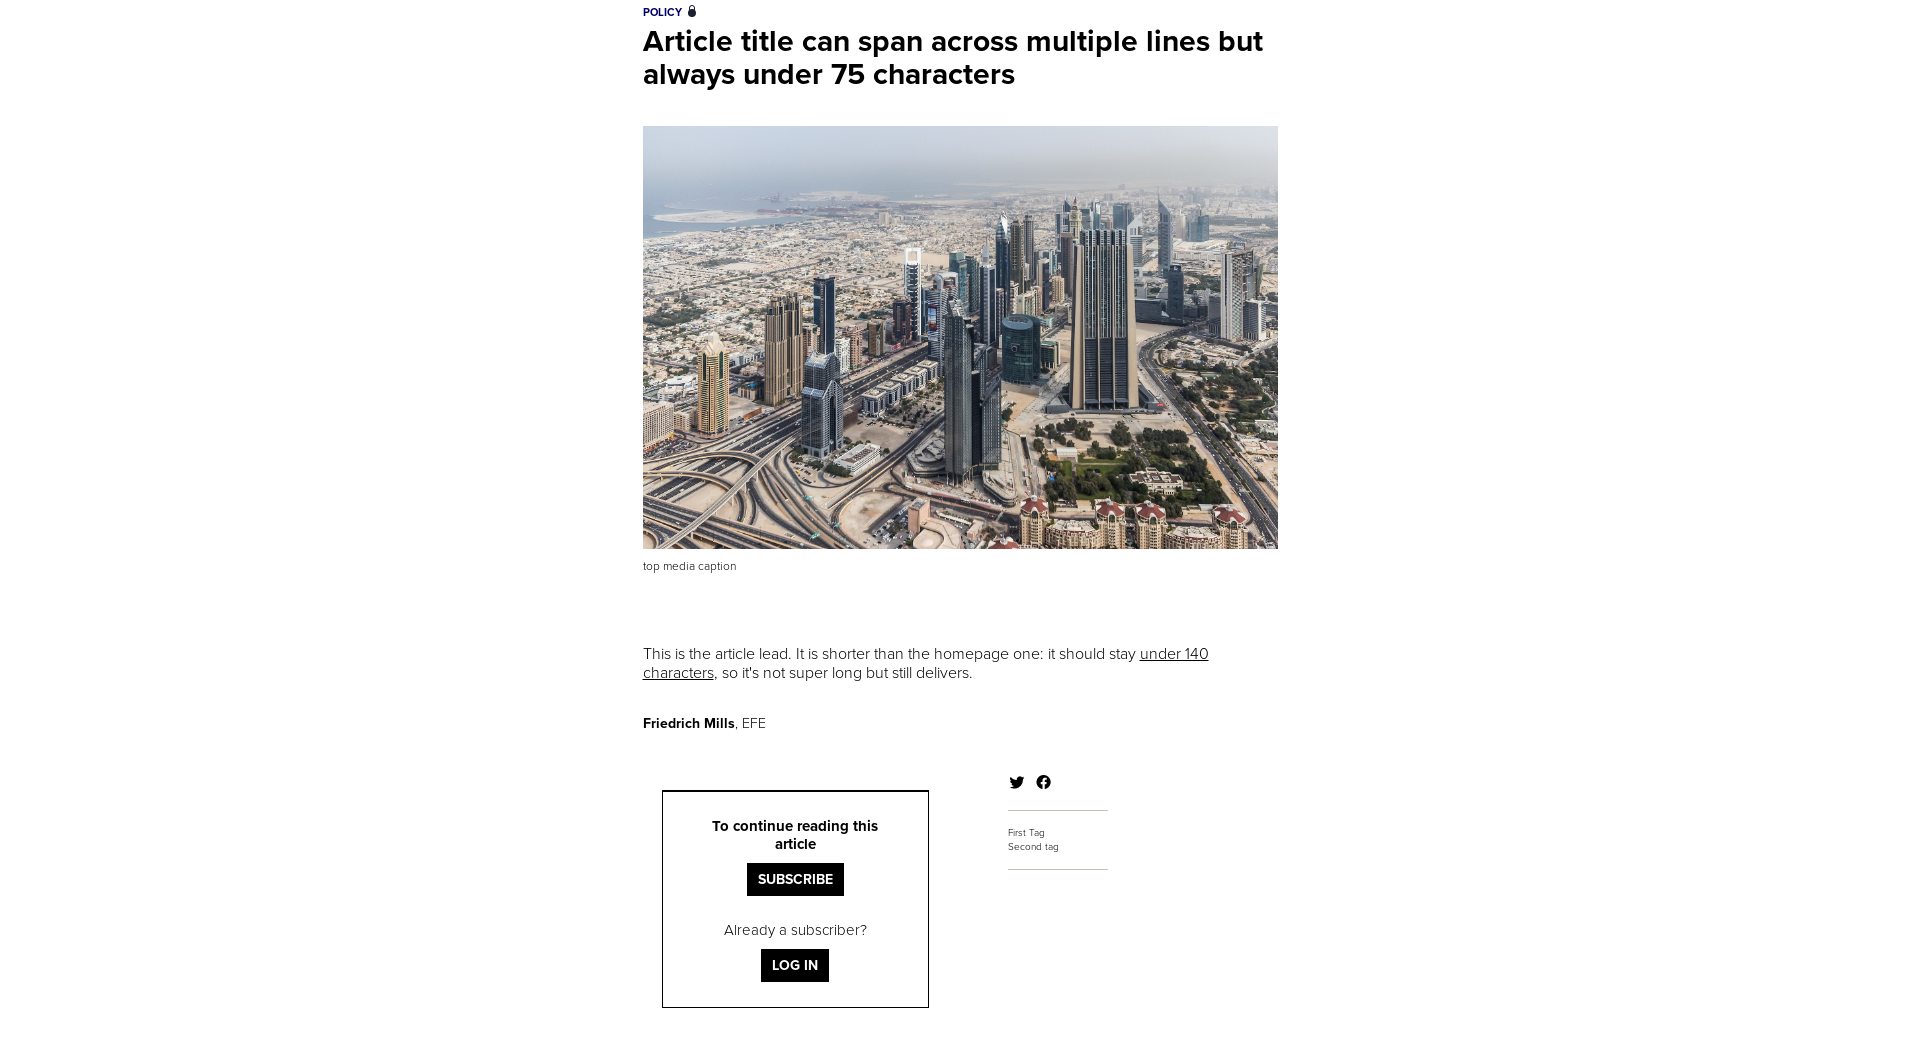 POLICY
Article title can span across multiple lines but
always under 75 characters
top media caption
This is the article lead. It is shorter than the homepage one: it should stay under 140
characters, so it's not super long but still delivers.
Friedrich Mills, EFE
To continue reading this
article
SUBSCRIBE
Already a subscriber?
LOG IN
First Tag
Second tag